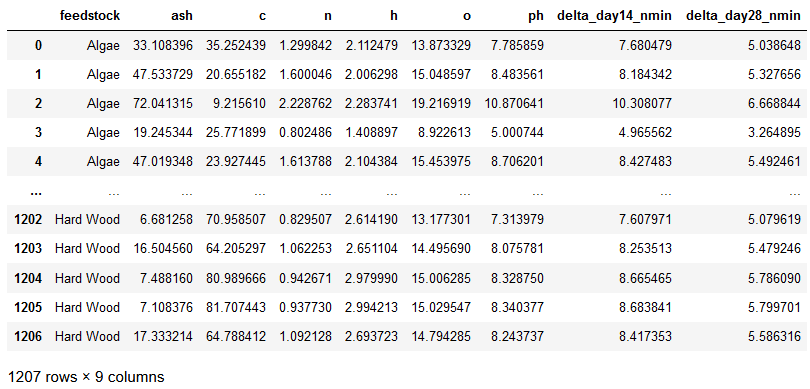 feedstock ash c n h o ph delta_day14_nmin delta_day28_nmin
0 Algae 33.108396 35.252439 1.299842 2.112479 13.873329 7.785859 7.680479 5.038648
1 Algae 47.533729 20.655182 1.600046 2.006298 15.048597 8.483561 8.184342 5.327656
2 Algae 72.041315 9.215610 2.228762 2.283741 19.216919 10.870641 10.308077 6.668844
3 Algae 19.245344 25.771899 0.802486 1.408897 8.922613 5.000744 4.965562 3.264895
4 Algae 47.019348 23.927445 1.613788 2.104384 15.453975 8.706201 8.427483 5.492461
... ... ... ... ... ... ... ... ... ...
1202 Hard Wood 6.681258 70.958507 0.829507 2.614190 13.177301 7.313979 7.607971 5.079619
1203 Hard Wood 16.504560 64.205297 1.062253 2.651104 14.495690 8.075781 8.253513 5.479246
1204 Hard Wood 7.488160 80.989666 0.942671 2.979990 15.006285 8.328750 8.665465 5.786090
1205 Hard Wood 7.108376 81.707443 0.937730 2.994213 15.029547 8.340377 8.683841 5.799701
1206 Hard Wood 17.333214 64.788412 1.092128 2.693723 14.794285 8.243737 8.417353 5.586316
1207 rows × 9 columns